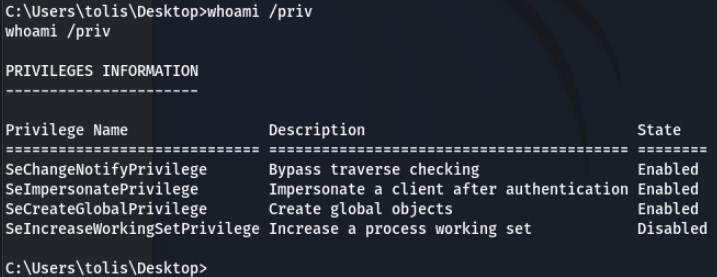 C:\Users\tolis\Desktop>whoami /priv
whoami /priv

PRIVILEGES INFORMATION
----------------------

Privilege Name                Description                               State
============================= ========================================= ========
SeChangeNotifyPrivilege       Bypass traverse checking                  Enabled
SeImpersonatePrivilege        Impersonate a client after authentication Enabled
SeCreateGlobalPrivilege       Create global objects                     Enabled
SeIncreaseWorkingSetPrivilege Increase a process working set            Disabled

C:\Users\tolis\Desktop>